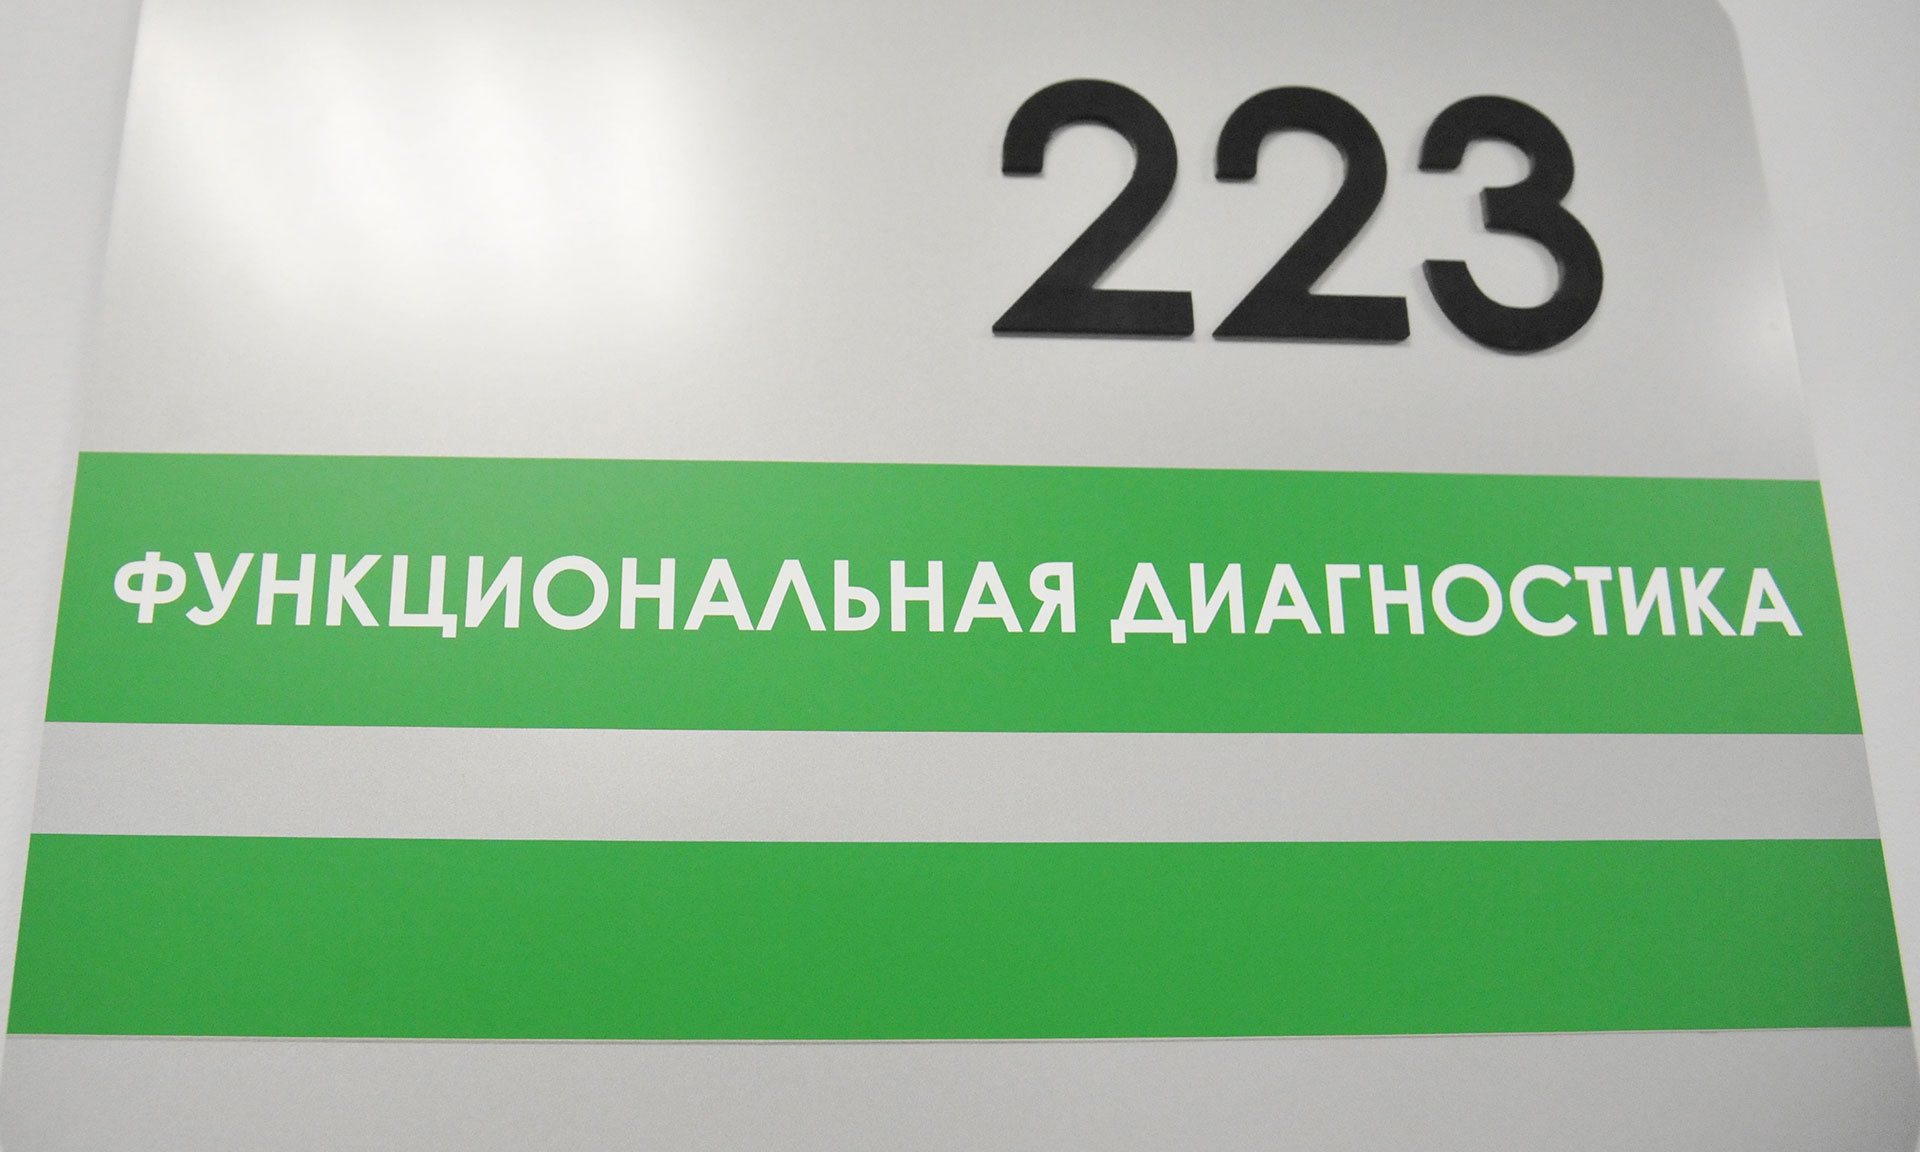 223
ФУНКЦИОНАЛЬНАЯ ДИАГНОСТИКА